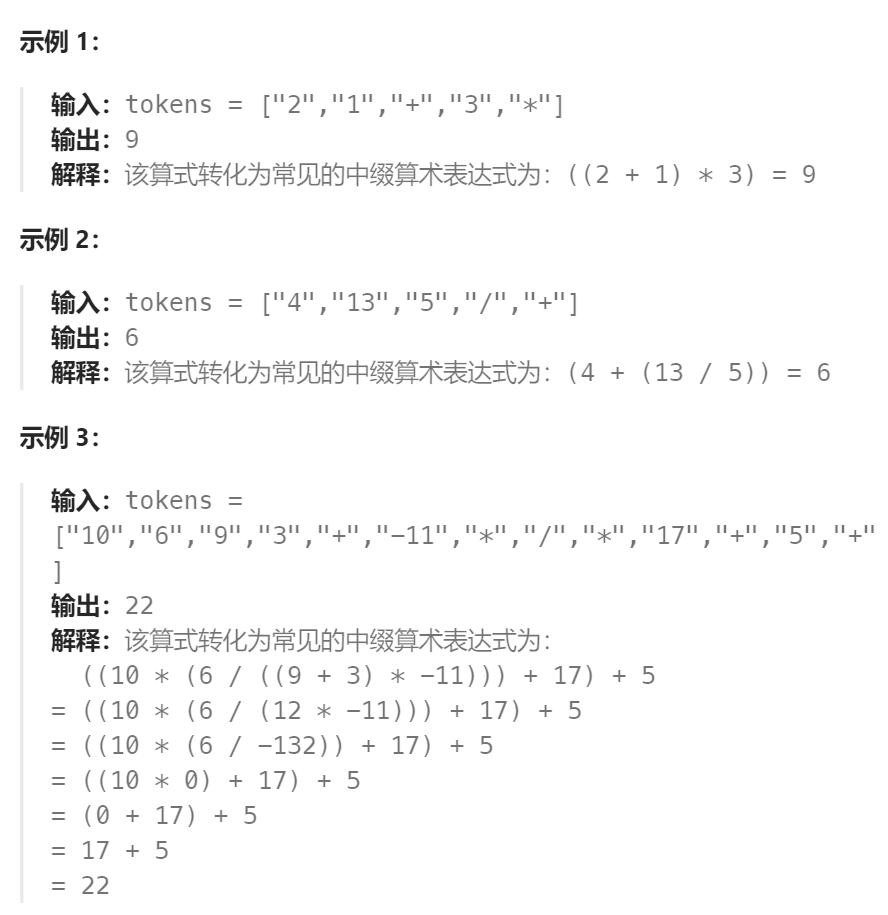 示例 1：
输入：tokens = ["2","1","+","3","*"]
输出：9
解释：该算式转化为常见的中缀算术表达式为：((2 + 1) * 3) = 9
示例 2：
输入：tokens = ["4","13","5","/","+"]
输出：6
解释：该算式转化为常见的中缀算术表达式为：(4 + (13 / 5)) = 6
示例 3：
输入：tokens =
["10","6","9","3","+","-11","*","/","*","17","+","5","+"
]
输出：22
解释：该算式转化为常见的中缀算术表达式为：
((10 * (6 / ((9 + 3) * -11))) + 17) + 5
= ((10 * (6 / (12 * -11))) + 17) + 5
= ((10 * (6 / -132)) + 17) + 5
= ((10 * 0) + 17) + 5
= (0 + 17) + 5
= 17 + 5
= 22